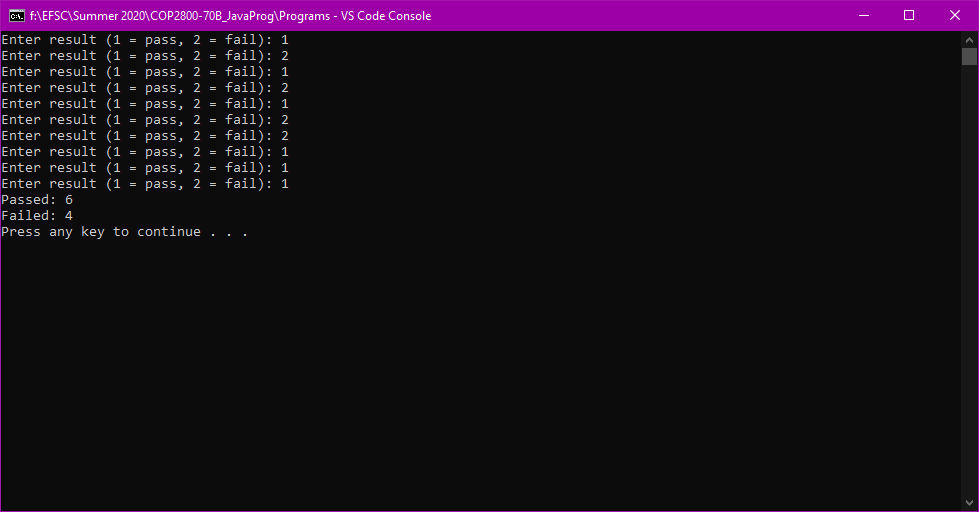 f:\EFSC\Summer 2020\COP2800-70B_JavaProg\Programs - VS Code Console
Enter result (1 = pass, 2 = fail): 1
Enter result (1 = pass, 2 = fail): 2
Enter result (1 = pass, 2 = fail): 1
Enter result (1 = pass, 2 = fail): 2
Enter result (1 = pass, 2 = fail): 1
Enter result (1 = pass, 2 = fail): 2
Enter result (1 = pass, 2 = fail): 2
Enter result (1 = pass, 2 = fail): 1
Enter result (1 = pass, 2 = fail): 1
Enter result (1 = pass, 2 = fail): 1
Passed: 6
Failed: 4
Press any key to continue . . .